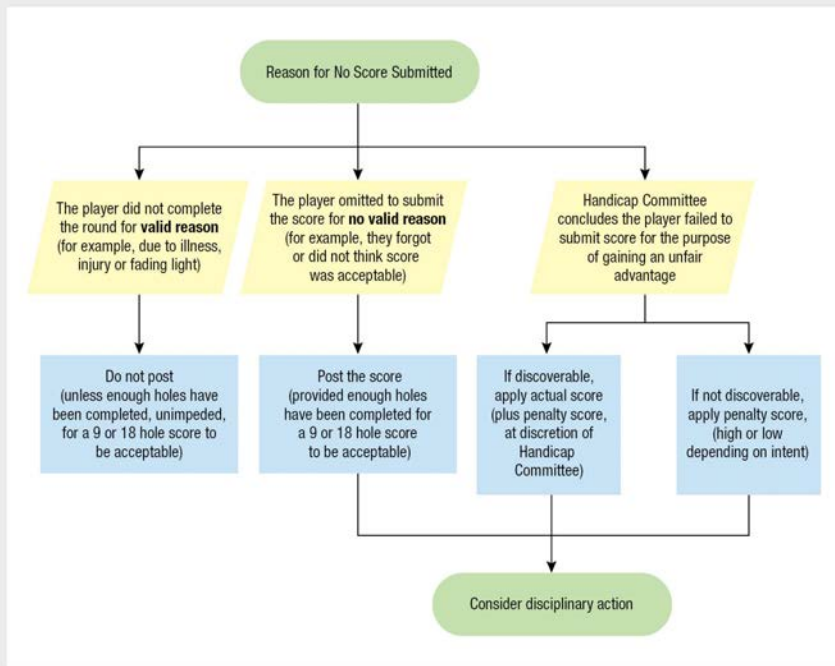 Reason for No Score Submitted
The player did not complete
the round for valid reason
(for example, due to illness,
injury or fading light)
The player omitted to submit
the score for no valid reason
(for example, they forgot
or did not think score
was acceptable)
Handicap Committee
concludes the player failed to
submit score for the purpose
of gaining an unfair
advantage
Do not post
(unless enough holes have
been completed, unimpeded,
for a 9 or 18 hole score to
be acceptable)
Post the score
(provided enough holes
have been completed for
a 9 or 18 hole score
to be acceptable)
If discoverable,
apply actual score
(plus penalty score,
at discretion of
Handicap
Committee)
If not discoverable,
apply penalty score,
(high or low
depending on intent)
Consider disciplinary action